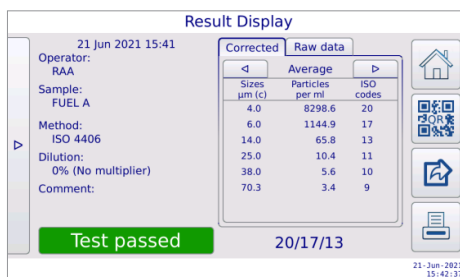 Result Display
21 Jun 2021 15:41
Operator:
RAA
Sample:
FUEL A
Method:
ISO 4406
Dilution:
0% (No multiplier)
Comment:
Test passed
Corrected Raw data
Average
Sizes Particles ISO
µm (c) per ml codes
4.0 8298.6 20
6.0 1144.9 17
14.0 65.8 13
25.0 10.4 11
38.0 5.6 10
70.3 3.4 9
20/17/13
QR
21-Jun-2021
15:42:37